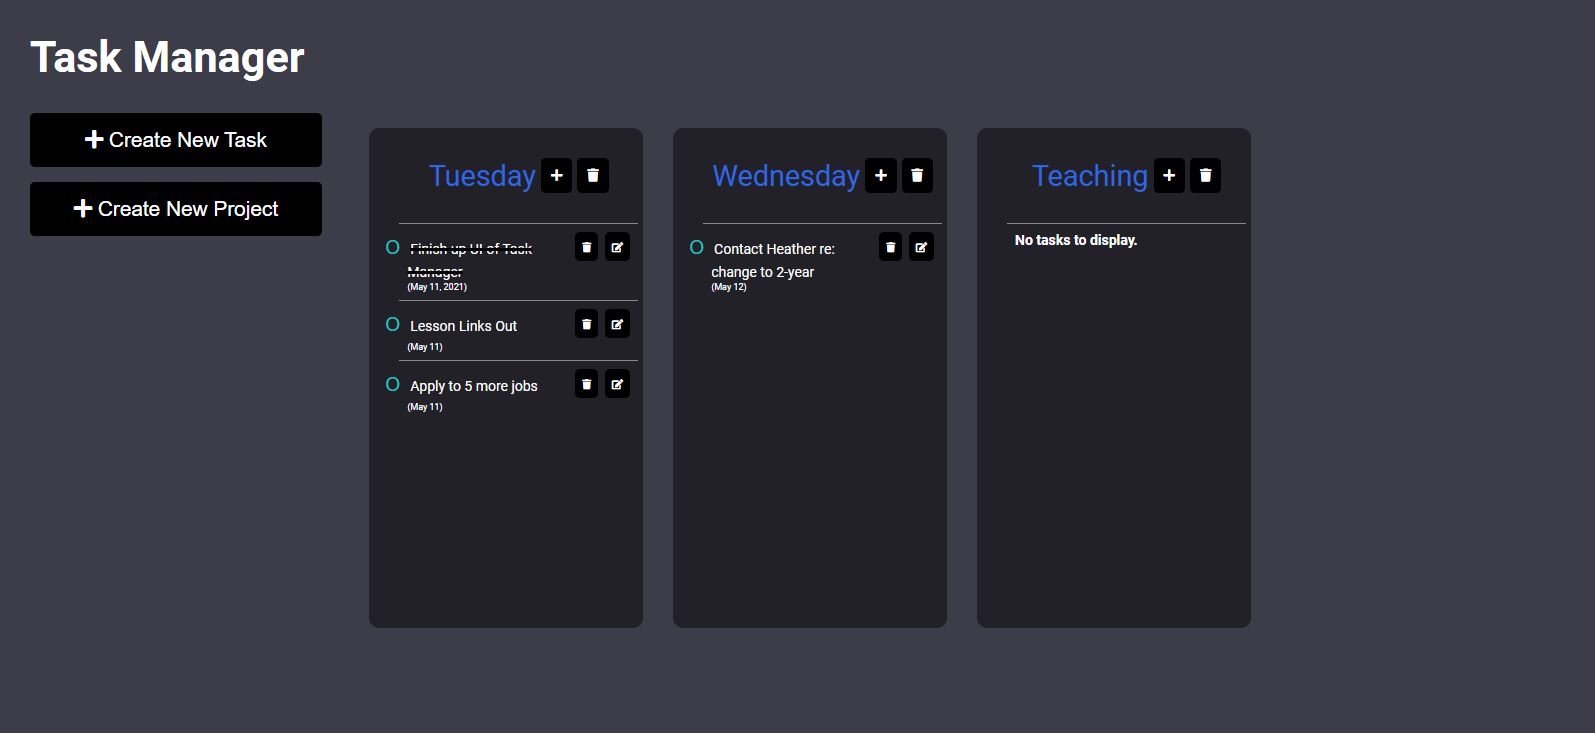 Task Manager
Create New Task
Create New Project
Tuesday
Finish up UI of Task
Manager
(May 11, 2021)
Lesson Links Out
(May 11)
Apply to 5 more jobs
(May 11)
Wednesday
Contact Heather re:
change to 2-year
(May 12)
Teaching
No tasks to display.